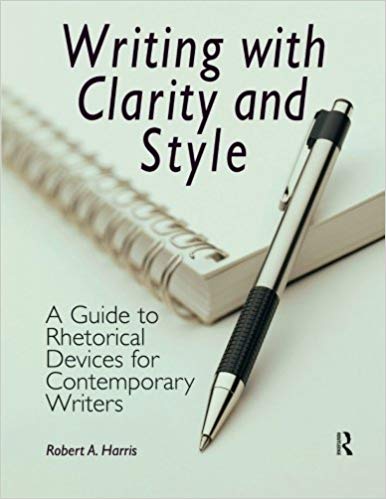 Writing with
Clarity and
Style
A Guide to
Rhetorical
Devices for
Contemporary
Writers
Robert A. Harris
R